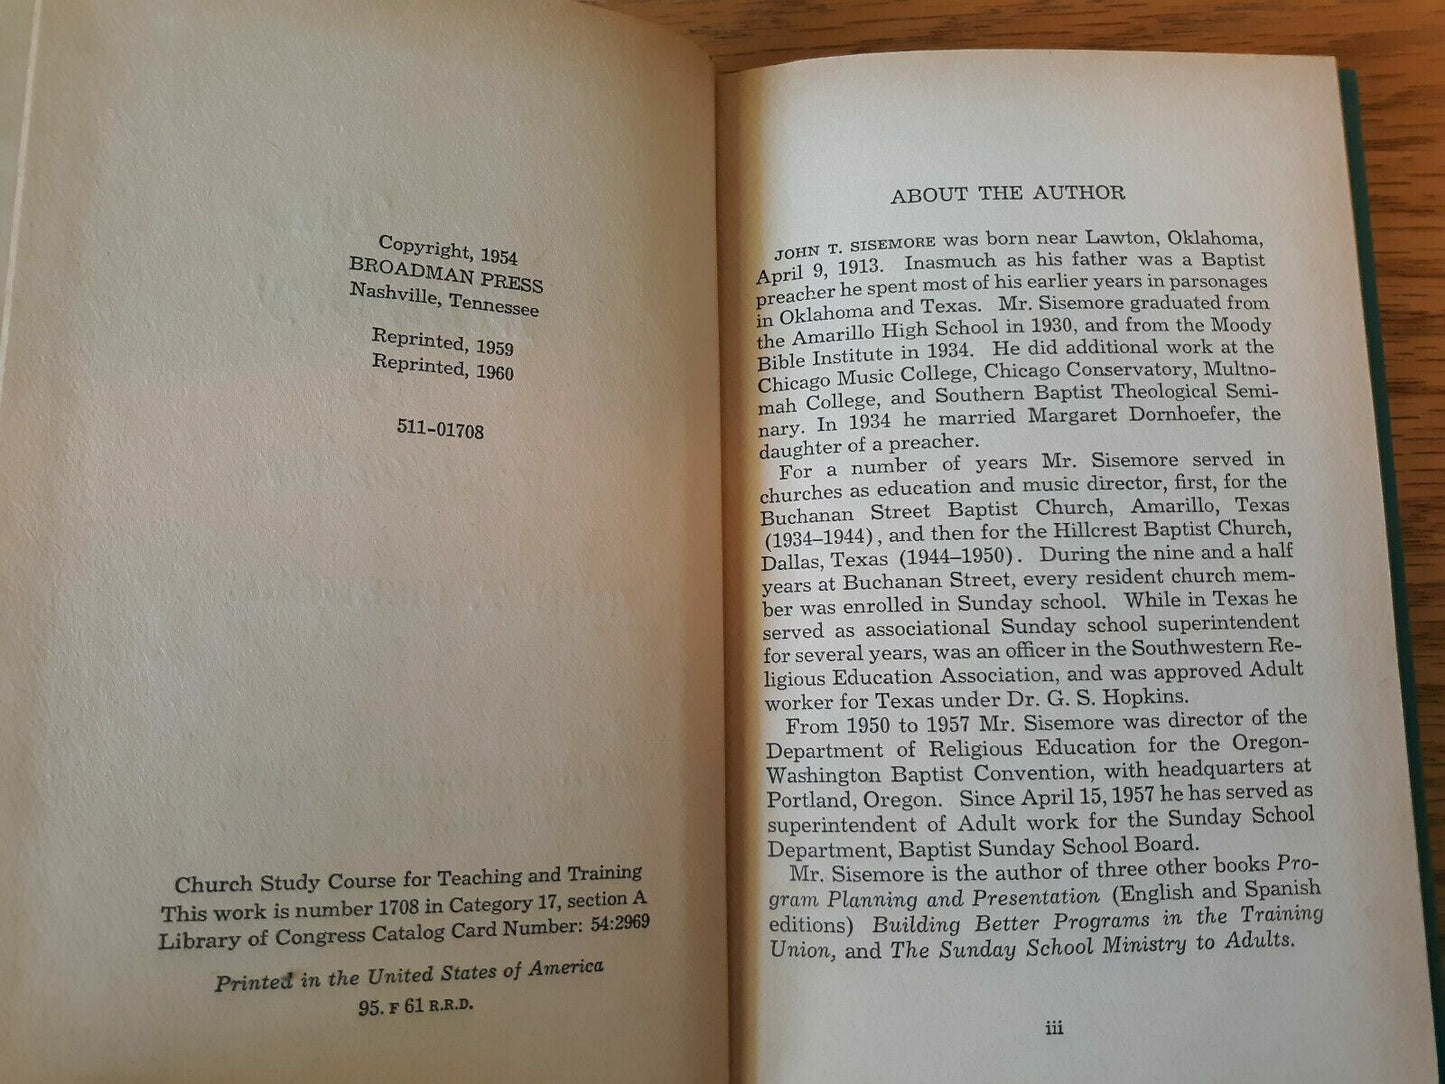 Copyright, 1954
BROADMAN PRESS
Nashville, Tennessee
Reprinted, 1959
Reprinted, 1960
511-01708
Church Study Course for Teaching and Training
This work is number 1708 in Category 17, section A
Library of Congress Catalog Card Number: 54:2969
Printed in the United States of America
95. F 61 R.R.D.
ABOUT THE AUTHOR
JOHN T. SISEMORE was born near Lawton, Oklahoma,
April 9, 1913. Inasmuch as his father was a Baptist
preacher he spent most of his earlier years in parsonages
in Oklahoma and Texas. Mr. Sisemore graduated from
the Amarillo High School in 1930, and from the Moody
Bible Institute in 1934. He did additional work at the
Chicago Music College, Chicago Conservatory, Multno-
mah College, and Southern Baptist Theological Semi-
nary. In 1934 he married Margaret Dornhoefer, the
daughter of a preacher.
For a number of years Mr. Sisemore served in
churches as education and music director, first, for the
Buchanan Street Baptist Church, Amarillo, Texas
(1934–1944), and then for the Hillcrest Baptist Church,
Dallas, Texas (1944–1950). During the nine and a half
years at Buchanan Street, every resident church mem-
ber was enrolled in Sunday school. While in Texas he
served as associational Sunday school superintendent
for several years, was an officer in the Southwestern Re-
ligious Education Association, and was approved Adult
worker for Texas under Dr. G. S. Hopkins.
From 1950 to 1957 Mr. Sisemore was director of the
Department of Religious Education for the Oregon-
Washington Baptist Convention, with headquarters at
Portland, Oregon. Since April 15, 1957 he has served as
superintendent of Adult work for the Sunday School
Department, Baptist Sunday School Board.
Mr. Sisemore is the author of three other books Pro-
gram Planning and Presentation (English and Spanish
editions) Building Better Programs in the Training
Union, and The Sunday School Ministry to Adults.
iii